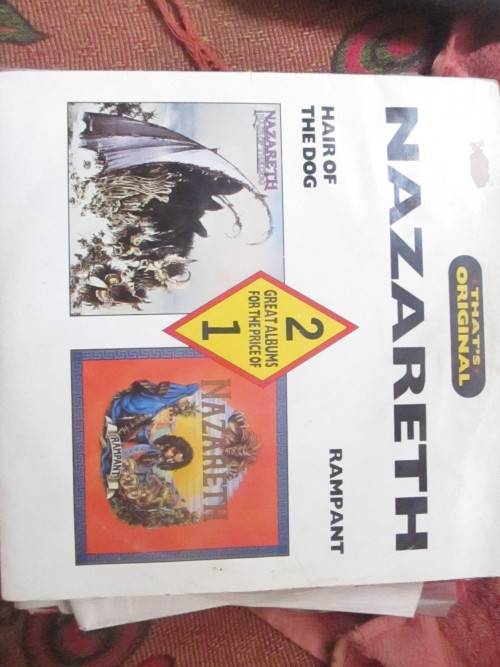 THAT'S
ORIGINAL
NAZARETH
HAIR OF
THE DOG
RAMPANT
NAZARETH
2
GREAT ALBUMS
FOR THE PRICE OF
1
NAZARETH
RAMPANT